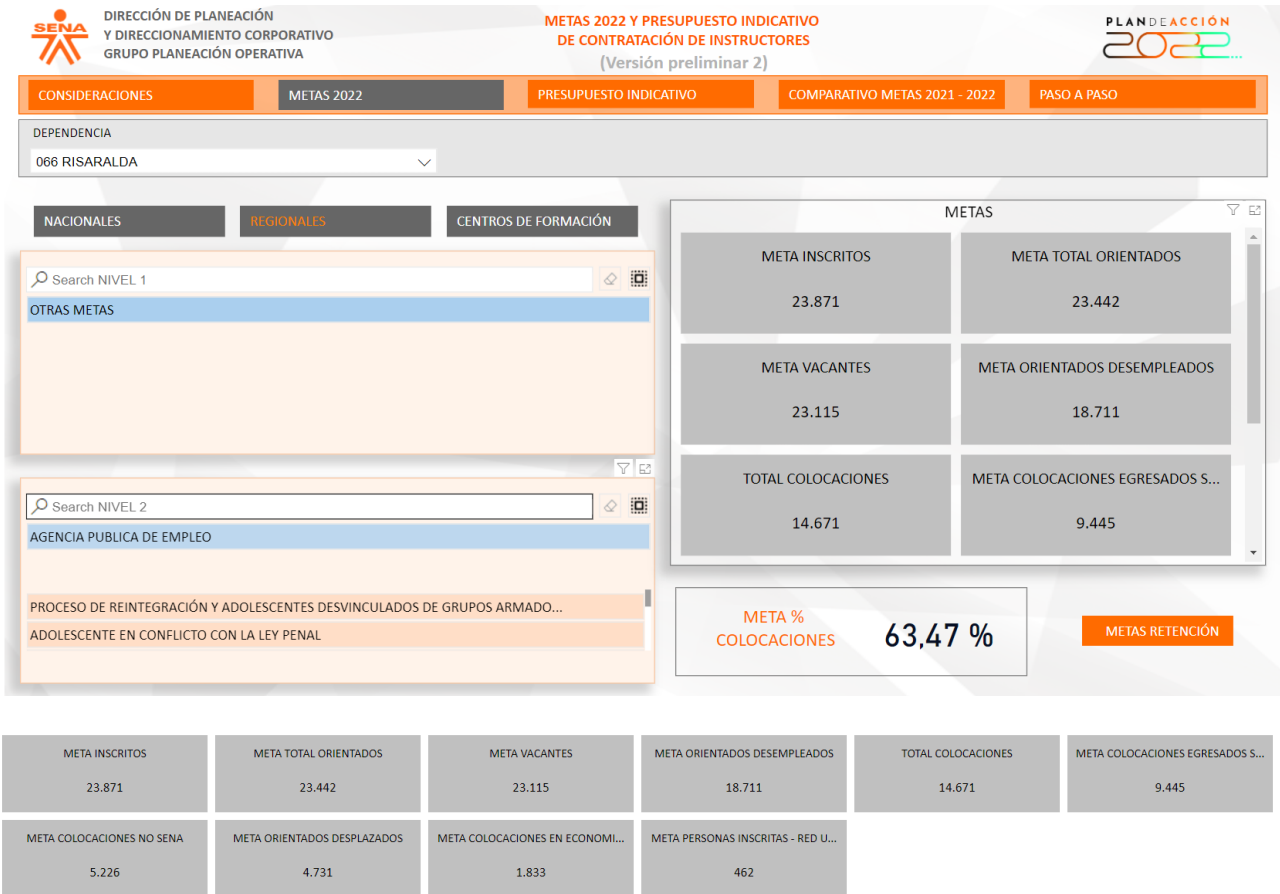 SENA
DIRECCIÓN DE PLANEACIÓN
Y DIRECCIONAMIENTO CORPORATIVO
GRUPO PLANEACIÓN OPERATIVA
METAS 2022 Y PRESUPUESTO INDICATIVO
DE CONTRATACIÓN DE INSTRUCTORES
(Versión preliminar 2)
PLANDEACCIÓN
2022
CONSIDERACIONES
METAS 2022
PRESUPUESTO INDICATIVO
COMPARATIVO METAS 2021 - 2022
PASO A PASO
DEPENDENCIA
066 RISARALDA
NACIONALES
REGIONALES
CENTROS DE FORMACIÓN
Search NIVEL 1
OTRAS METAS
Search NIVEL 2
AGENCIA PUBLICA DE EMPLEO
PROCESO DE REINTEGRACIÓN Y ADOLESCENTES DESVINCULADOS DE GRUPOS ARMADO...
ADOLESCENTE EN CONFLICTO CON LA LEY PENAL
METAS
META INSCRITOS
23.871
META TOTAL ORIENTADOS
23.442
META VACANTES
23.115
META ORIENTADOS DESEMPLEADOS
18.711
TOTAL COLOCACIONES
14.671
META COLOCACIONES EGRESADOS S...
9.445
META %
COLOCACIONES
63,47 %
METAS RETENCIÓN
META INSCRITOS
23.871
META TOTAL ORIENTADOS
23.442
META VACANTES
23.115
META ORIENTADOS DESEMPLEADOS
18.711
TOTAL COLOCACIONES
14.671
META COLOCACIONES EGRESADOS S...
9.445
META COLOCACIONES NO SENA
5.226
META ORIENTADOS DESPLAZADOS
4.731
META COLOCACIONES EN ECONOMI...
1.833
META PERSONAS INSCRITAS - RED U...
462